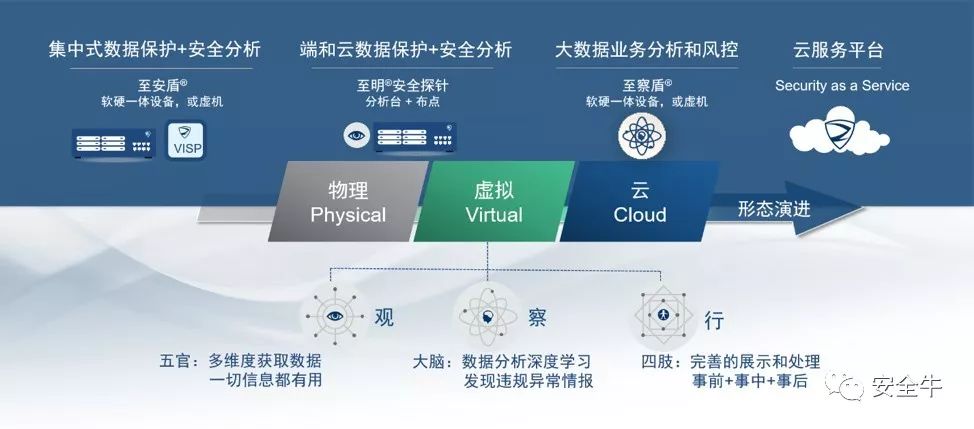 集中式数据保护+安全分析
至安盾®
软硬一体设备，或虚机
VISP
端和云数据保护+安全分析
至明®安全探针
分析台 + 布点
大数据业务分析和风控
至察盾®
软硬一体设备，或虚机
云服务平台
Security as a Service
物理
Physical
虚拟
Virtual
云
Cloud
形态演进
观
五官：多维度获取数据
一切信息都有用
察
大脑：数据分析深度学习
发现违规异常情报
行
四肢：完善的展示和处理
事前+事中+事后
安全牛